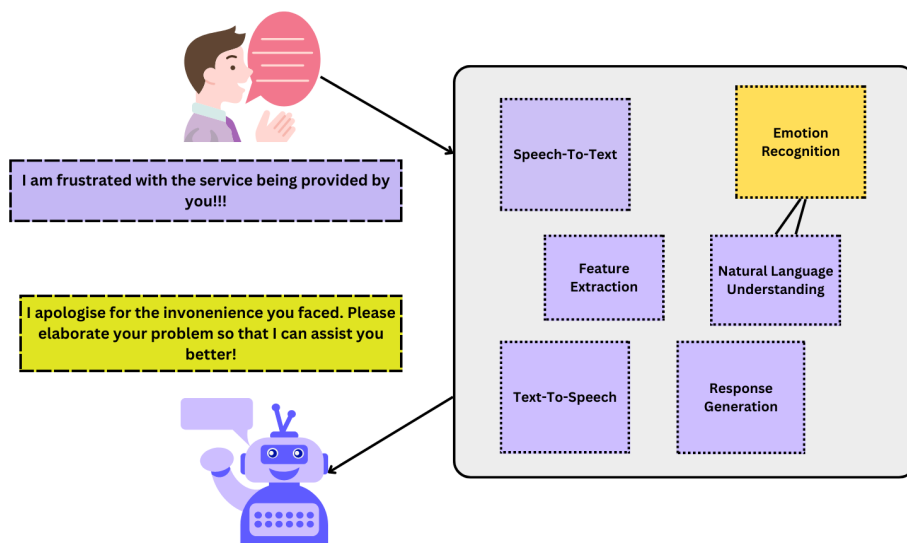 I am frustrated with the service being provided by
you!!!
I apologise for the invonenience you faced. Please
elaborate your problem so that I can assist you
better!
Speech-To-Text
Emotion
Recognition
Feature
Extraction
Natural Language
Understanding
Text-To-Speech
Response
Generation